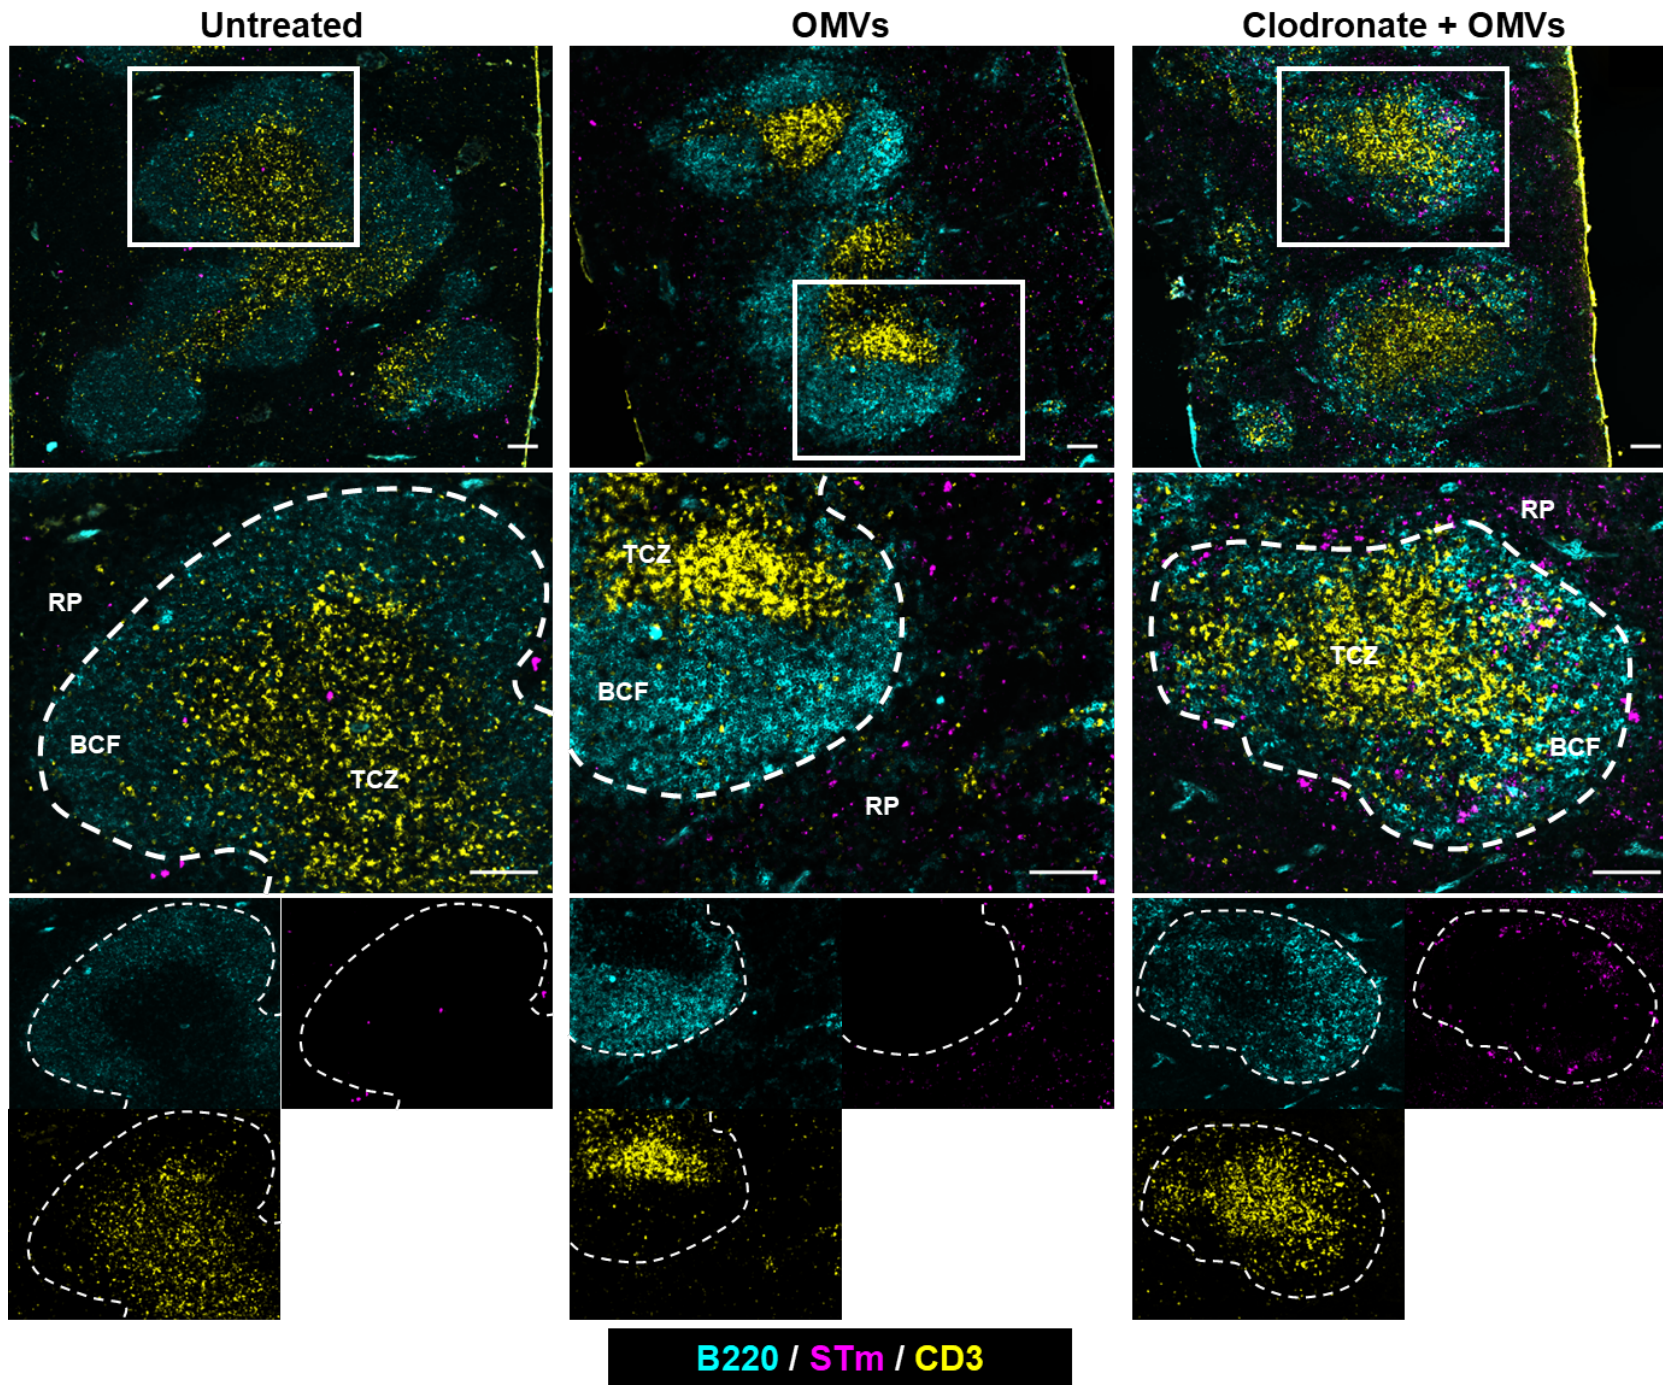 Untreated
OMVs
Clodronate + OMVs
RP
BCF
TCZ
TCZ
BCF
RP
RP
TCZ
BCF
B220 / STm / CD3